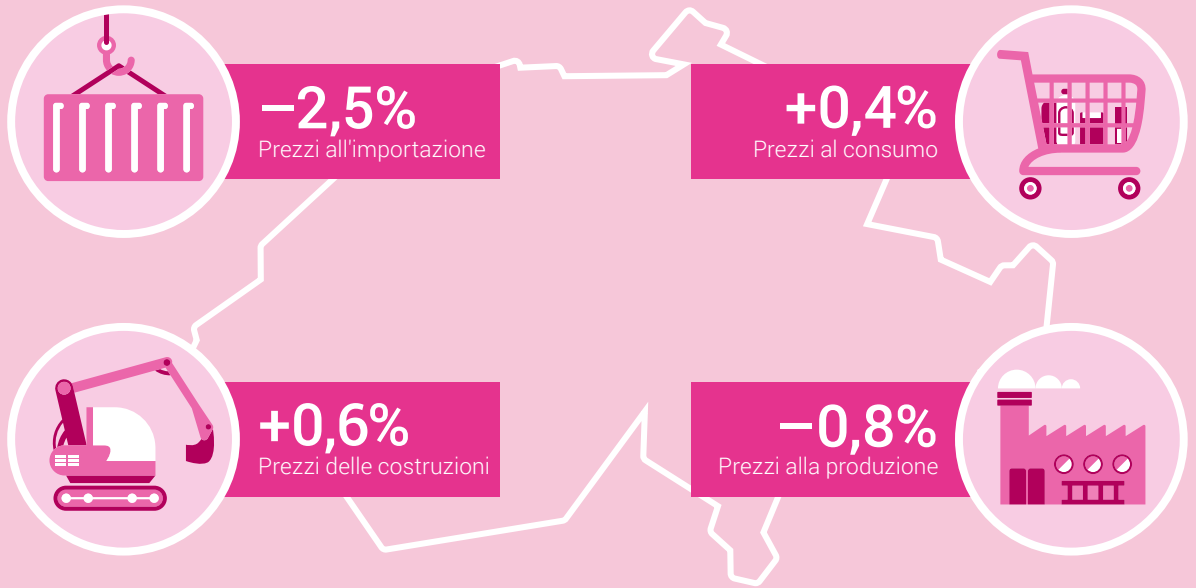 –2,5%
Prezzi all'importazione
+0,4%
Prezzi al consumo
+0,6%
Prezzi delle costruzioni
–0,8%
Prezzi alla produzione